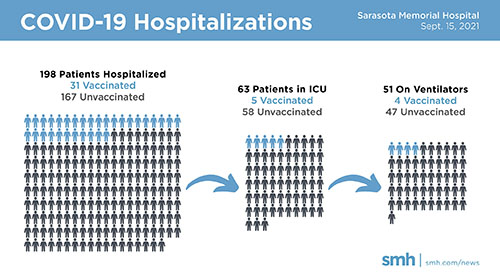 COVID-19 Hospitalizations
Sarasota Memorial Hospital
Sept. 15, 2021
198 Patients Hospitalized
31 Vaccinated
167 Unvaccinated
63 Patients in ICU
5 Vaccinated
58 Unvaccinated
51 On Ventilators
4 Vaccinated
47 Unvaccinated
smh | smh.com/news